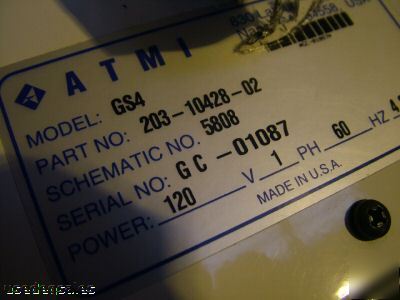 ATMI
MODEL: GS4
PART NO: 203-10428-02
SCHEMATIC NO. 5808
SERIAL NO: GC-01087
POWER: 120 V 1 PH 60 HZ
MADE IN U.S.A.